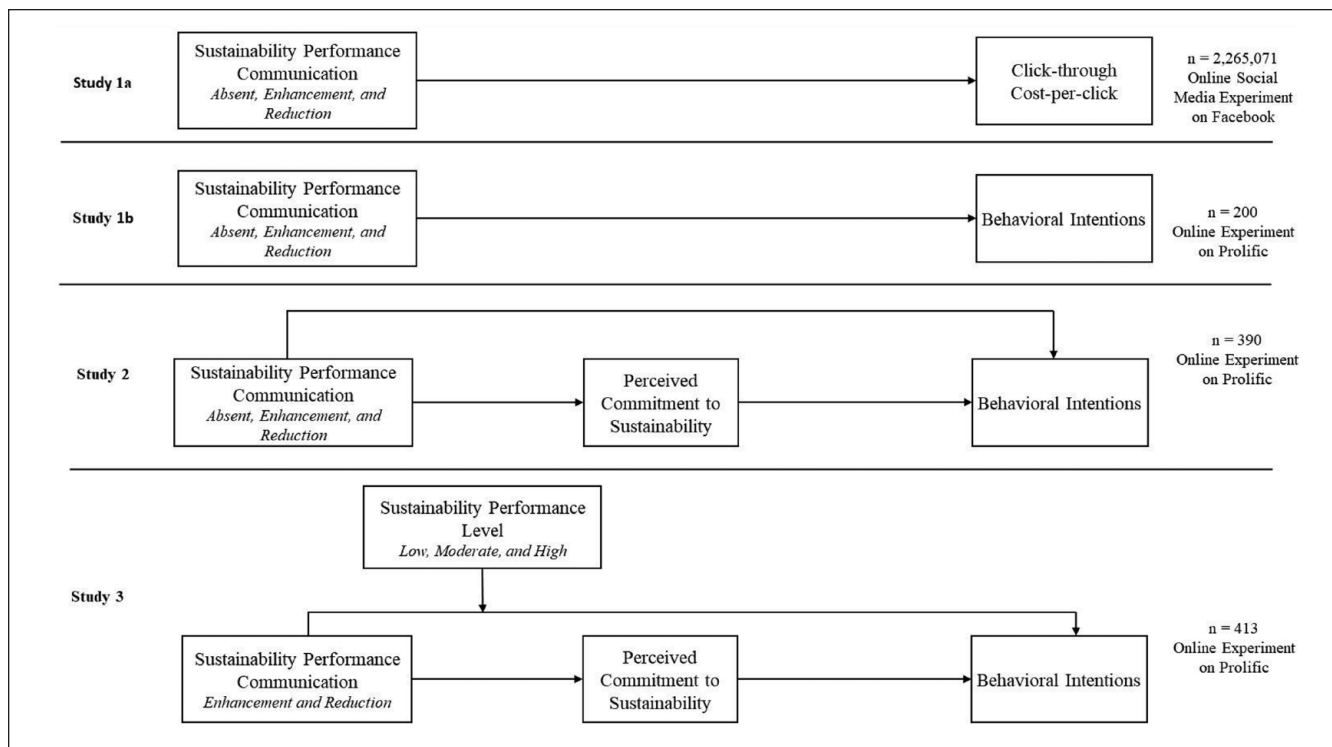 Study 1a
Sustainability Performance
Communication
Absent, Enhancement, and
Reduction
Click-through
Cost-per-click
n = 2,265,071
Online Social
Media Experiment
on Facebook
Study 1b
Sustainability Performance
Communication
Absent, Enhancement, and
Reduction
Behavioral Intentions
n = 200
Online Experiment
on Prolific
Study 2
Sustainability Performance
Communication
Absent, Enhancement, and
Reduction
Perceived
Commitment to
Sustainability
Behavioral Intentions
n = 390
Online Experiment
on Prolific
Study 3
Sustainability Performance
Level
Low, Moderate, and High
Sustainability Performance
Communication
Enhancement and Reduction
Perceived
Commitment to
Sustainability
Behavioral Intentions
n = 413
Online Experiment
on Prolific